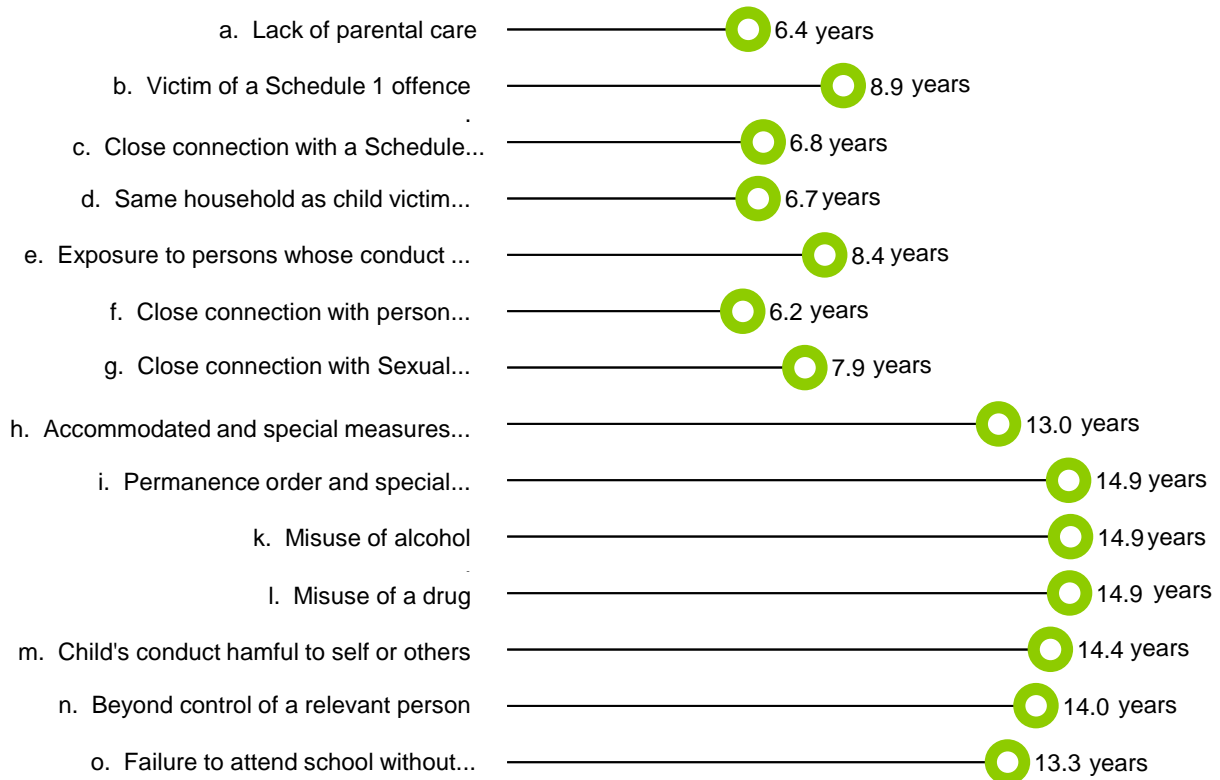 a. Lack of parental care 6.4 years
b. Victim of a Schedule 1 offence 8.9 years
.
c. Close connection with a Schedule... 6.8 years
d. Same household as child victim... 6.7 years
e. Exposure to persons whose conduct ... 8.4 years
f. Close connection with person... 6.2 years
g. Close connection with Sexual... 7.9 years
h. Accommodated and special measures... 13.0 years
i. Permanence order and special... 14.9 years
k. Misuse of alcohol 14.9 years
.
l. Misuse of a drug 14.9 years
m. Child's conduct hamful to self or others 14.4 years
n. Beyond control of a relevant person 14.0 years
o. Failure to attend school without... 13.3 years